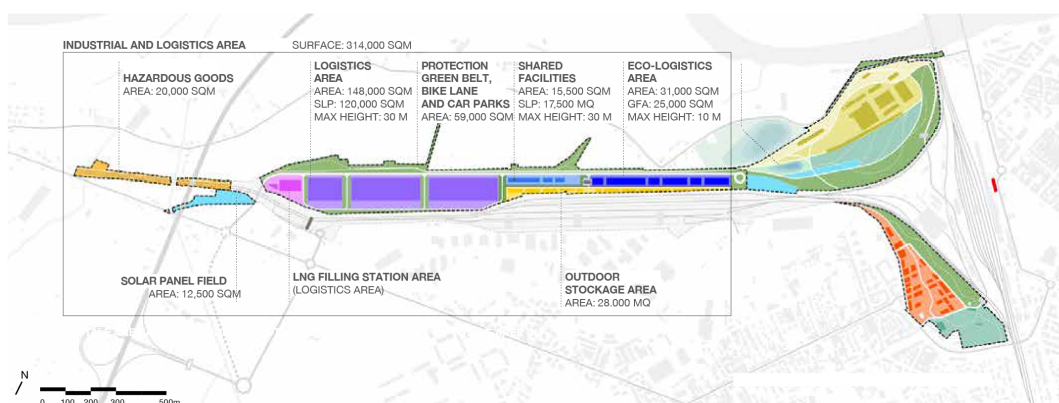 INDUSTRIAL AND LOGISTICS AREA
SURFACE: 314,000 SQM
HAZARDOUS GOODS
AREA: 20,000 SQM
LOGISTICS
AREA
AREA: 148,000 SQM
SLP: 120,000 SQM
MAX HEIGHT: 30 M
PROTECTION
GREEN BELT,
BIKE LANE
AND CAR PARKS
AREA: 59,000 SQM
SHARED
FACILITIES
AREA: 15,500 SQM
SLP: 17,500 MQ
MAX HEIGHT: 30 M
ECO-LOGISTICS
AREA
AREA: 31,000 SQM
GFA: 25,000 SQM
MAX HEIGHT: 10 M
SOLAR PANEL FIELD
AREA: 12,500 SQM
LNG FILLING STATION AREA
(LOGISTICS AREA)
OUTDOOR
STOCKAGE AREA
AREA: 28.000 MQ
N
0 100 200 300 500m